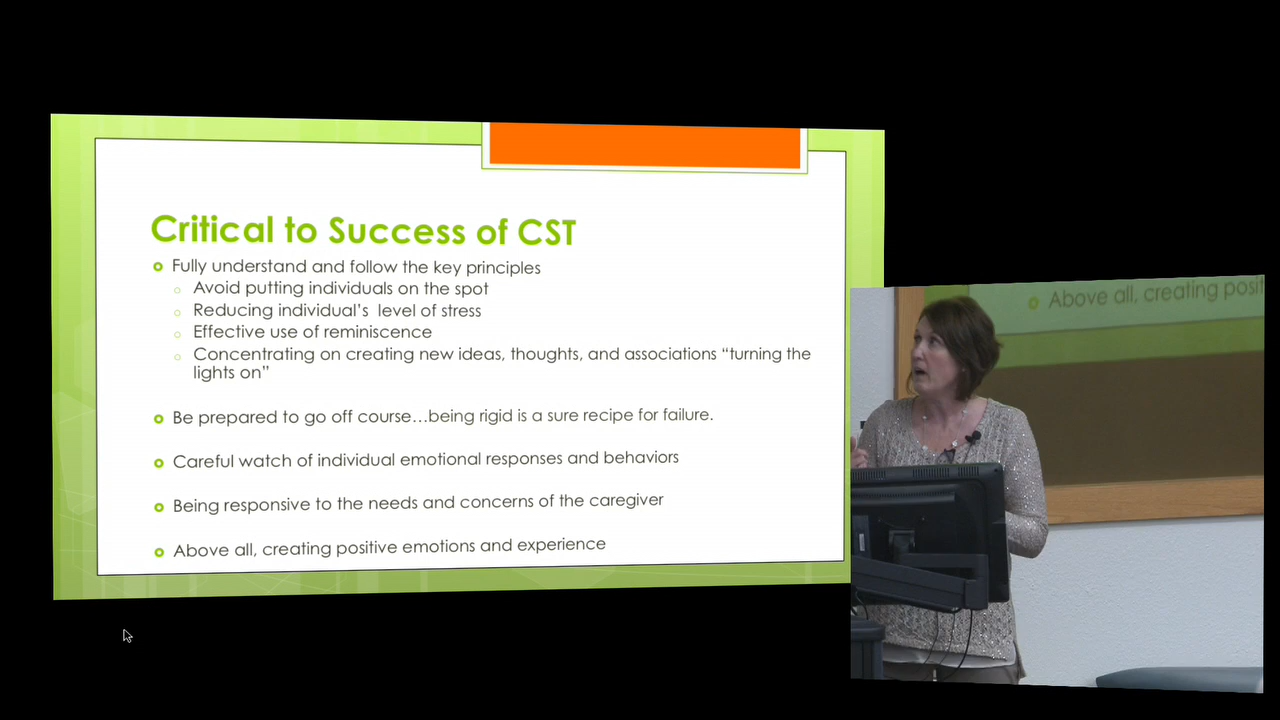 Critical to Success of CST
Fully understand and follow the key principles
Avoid putting individuals on the spot
Reducing individual's  level of stress
Effective use of reminiscence
Concentrating on creating new ideas, thoughts, and associations “turning the
lights on”
Be prepared to go off course…being rigid is a sure recipe for failure.
Careful watch of individual emotional responses and behaviors
Being responsive to the needs and concerns of the caregiver
Above all, creating positive emotions and experience
Above all, creating posit